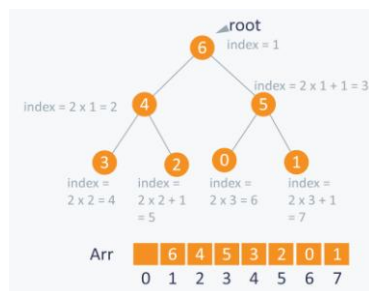 root
6
index = 1
index = 2 x 1 + 1 = 3
index = 2 x 1 = 2
4
5
3
2
0
1
index =
2 x 2 = 4
index =
2 x 2 + 1
= 5
index =
2 x 3 = 6
index =
2 x 3 + 1
= 7
Arr
6 4 5 3 2 0 1
0 1 2 3 4 5 6 7